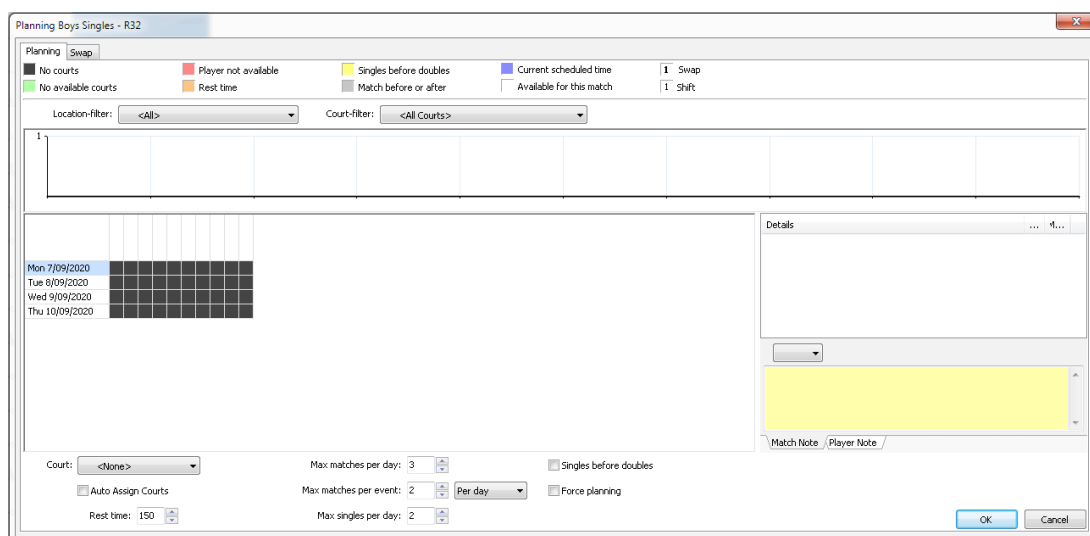 Planning Boys Singles - R32
Planning Swap
No courts Player not available Singles before doubles Current scheduled time 1 Swap
No available courts Rest time Match before or after Available for this match 1 Shift
Location-filter: <All> Court-filter: <All Courts>
1
Details ... ...
Mon 7/09/2020
Tue 8/09/2020
Wed 9/09/2020
Thu 10/09/2020
Match Note Player Note
Court: <None> Max matches per day: 3 Singles before doubles
Auto Assign Courts Max matches per event: 2 Per day Force planning
Rest time: 150 Max singles per day: 2
OK Cancel